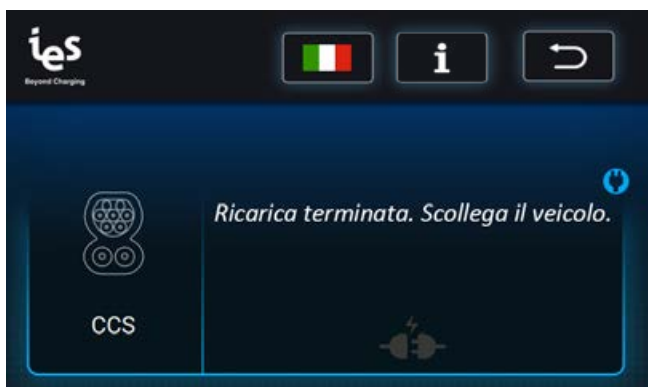 ies
Beyond Charging
i
Ricarica terminata. Scollega il veicolo.
CCS